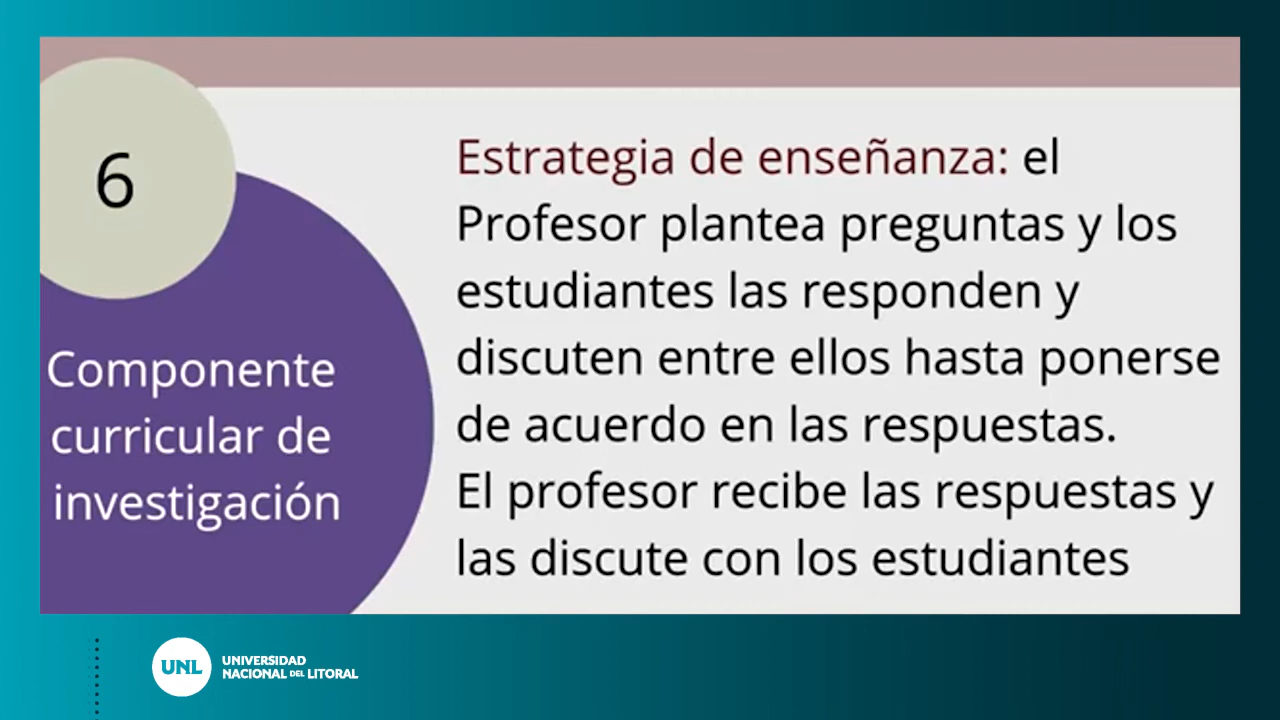 6
Componente
curricular de
investigación
Estrategia de enseñanza: el
Profesor plantea preguntas y los
estudiantes las responden y
discuten entre ellos hasta ponerse
de acuerdo en las respuestas.
El profesor recibe las respuestas y
las discute con los estudiantes
UNL
UNIVERSIDAD
NACIONAL DEL LITORAL